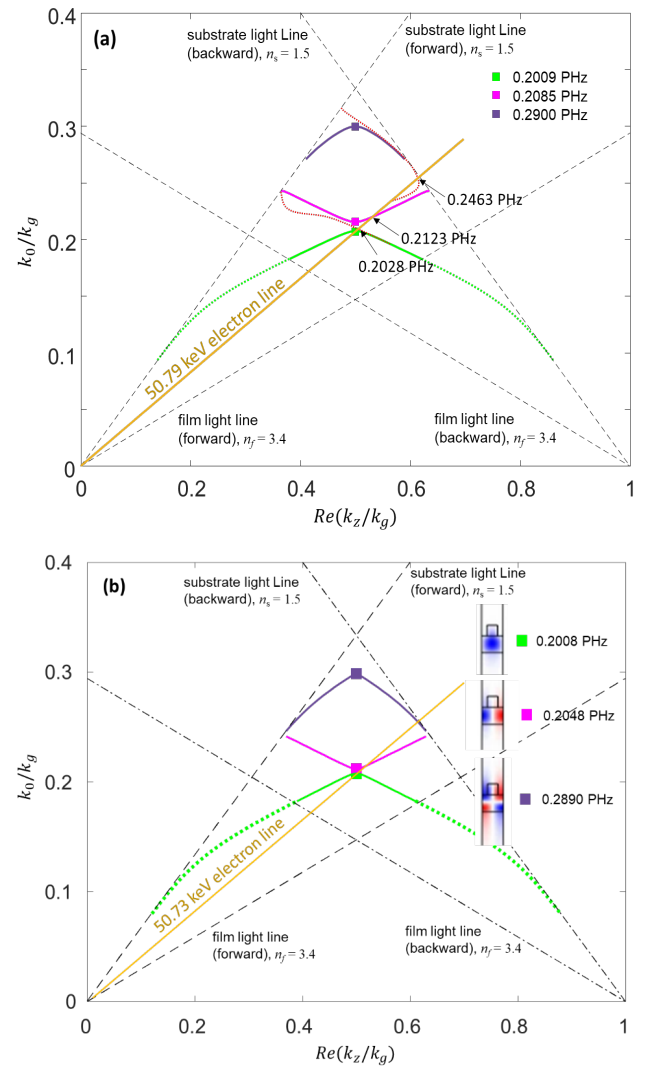 (a)
substrate light Line
(backward), nₛ = 1.5
substrate light Line
(forward), nₛ = 1.5
0.2009 PHz
0.2085 PHz
0.2900 PHz
0.4
0.3
0.2
0.1
0
k₀/k_g
0.2463 PHz
0.2123 PHz
0.2028 PHz
50.79 keV electron line
film light line
(forward), n_f = 3.4
film light line
(backward), n_f = 3.4
0
0.2
0.4
0.6
0.8
1
Re(k_z/k_g)
(b)
substrate light Line
(backward), nₛ = 1.5
substrate light Line
(forward), nₛ = 1.5
0.2008 PHz
0.2048 PHz
0.2890 PHz
0.4
0.3
0.2
0.1
0
k₀/k_g
50.73 keV electron line
film light line
(forward), n_f = 3.4
film light line
(backward), n_f = 3.4
0
0.2
0.4
0.6
0.8
1
Re(k_z/k_g)